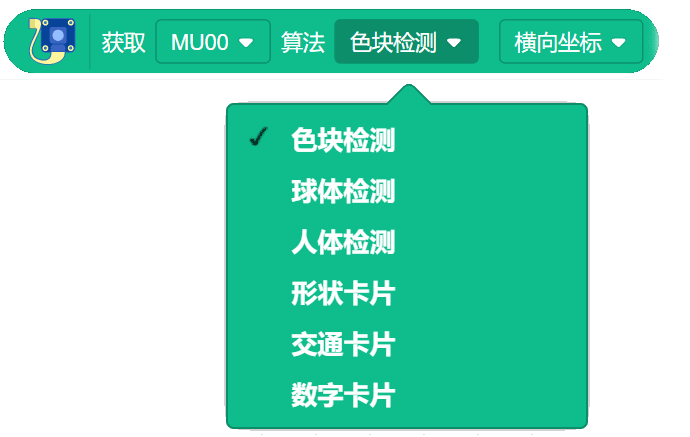 获取 MU00 算法 色块检测 横向坐标
色块检测
球体检测
人体检测
形状卡片
交通卡片
数字卡片